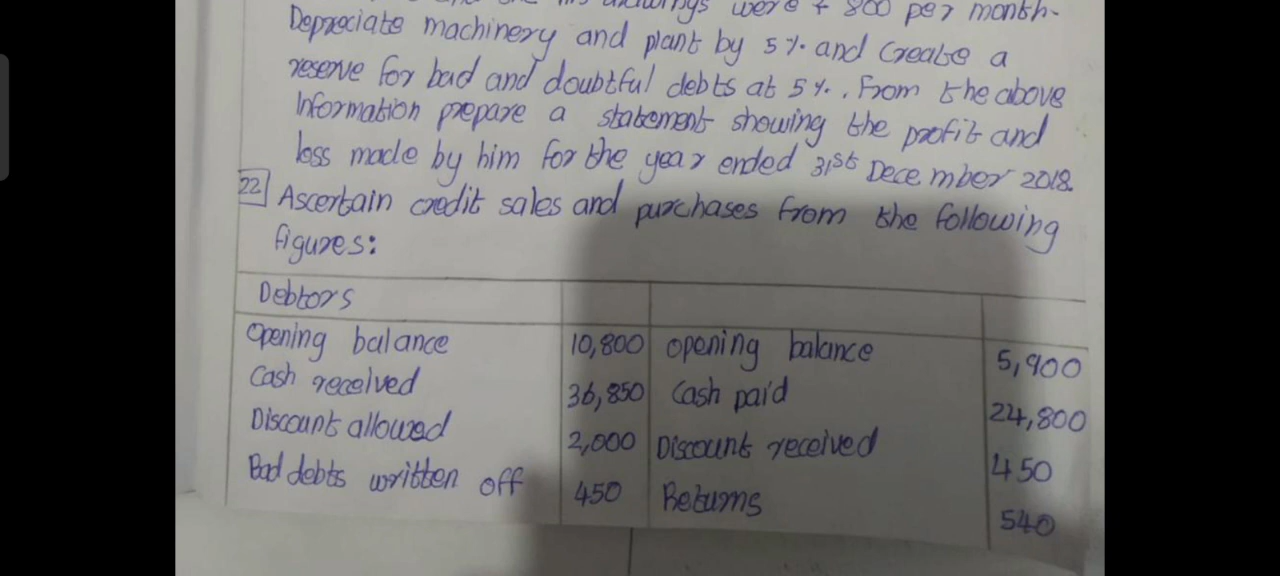 were ₹ 800 per month.
Depreciate machinery and plant by 5%. and Create a
reserve for bad and doubtful debts at 5%. . From the above
Information prepare a statement showing the profit and
loss made by him for the year ended 31st December 2018.
22 Ascertain credit sales and purchases from the following
figures:
Debtors
Opening balance 10,800 opening balance 5,900
Cash received 36,850 Cash paid 24,800
Discount allowed 2,000 Discount received 450
Bad debts written off 450 Returns 540